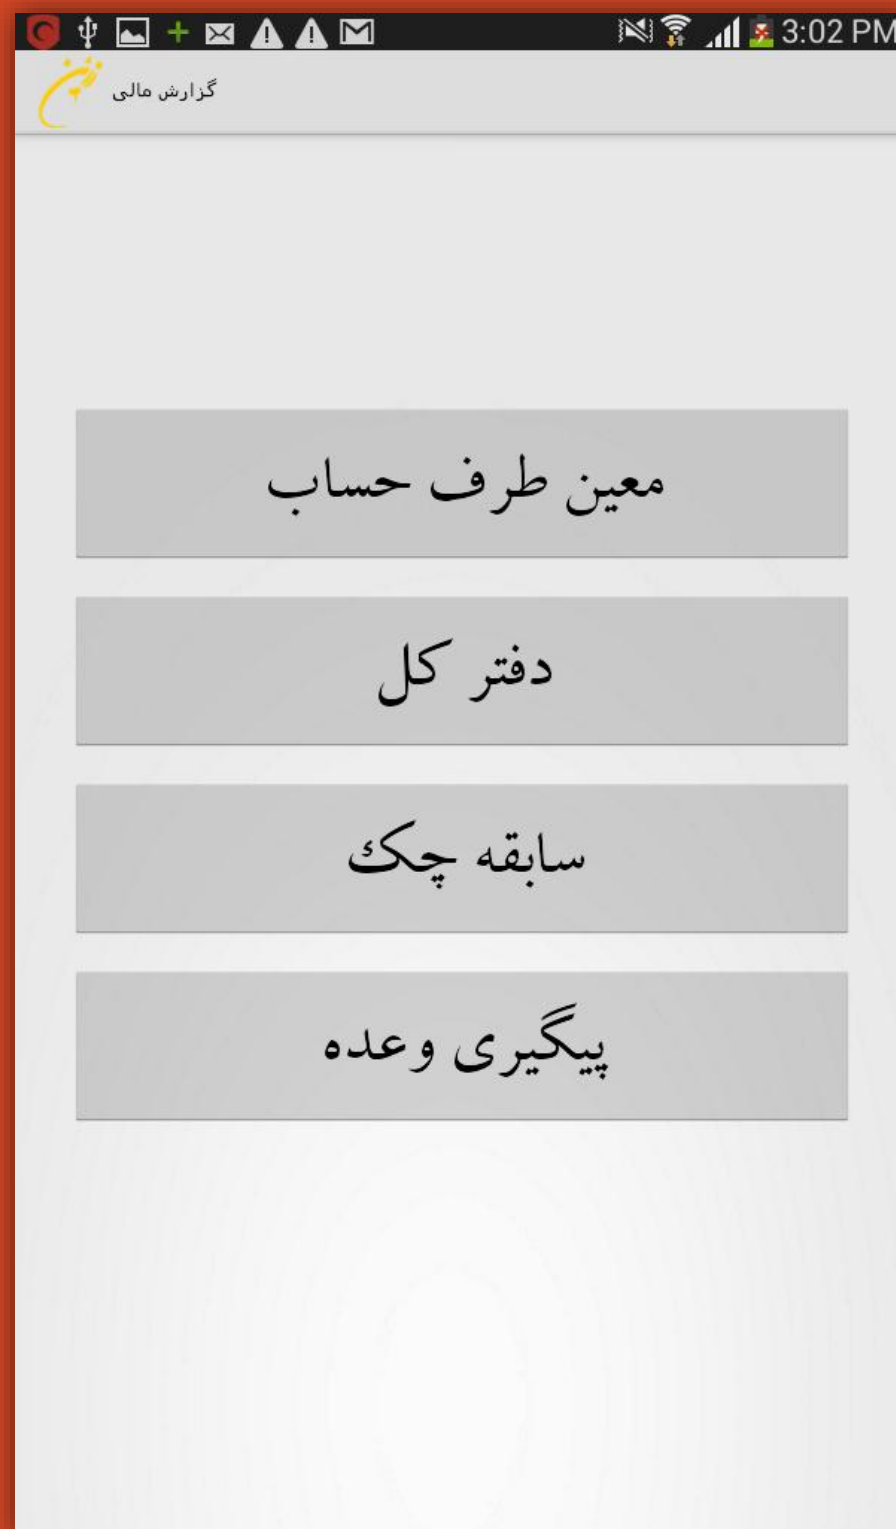 3:02 PM
گزارش مالی
معین طرف حساب
دفتر کل
سابقه چک
پیگیری وعده